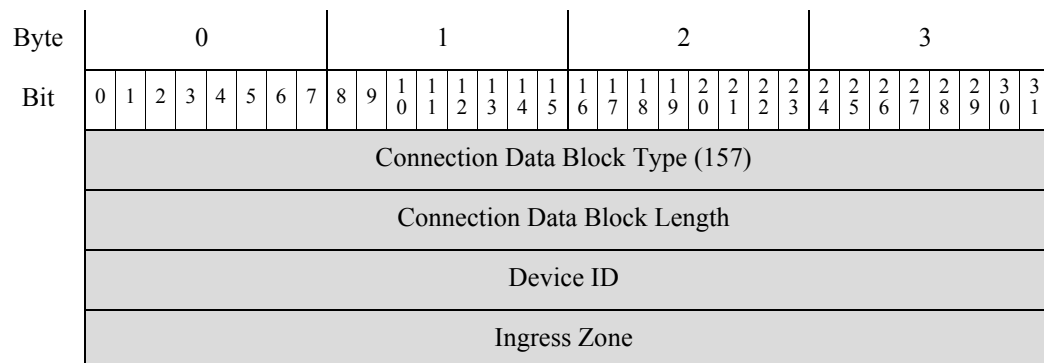 Byte 0 1 2 3
Bit 0 1 2 3 4 5 6 7 8 9 10 11 12 13 14 15 16 17 18 19 20 21 22 23 24 25 26 27 28 29 30 31
Connection Data Block Type (157)
Connection Data Block Length
Device ID
Ingress Zone